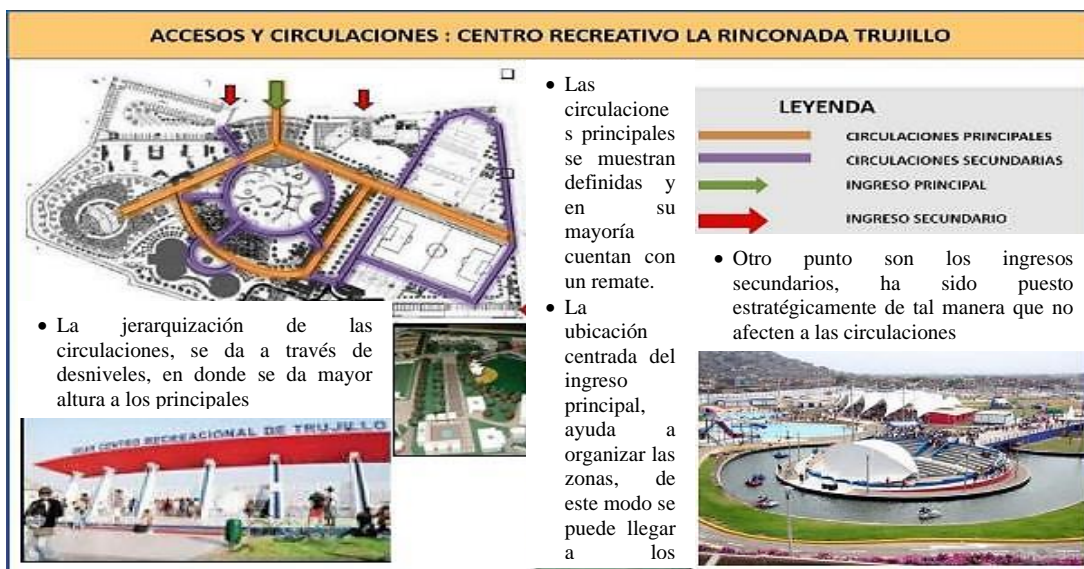 ACCESOS Y CIRCULACIONES : CENTRO RECREATIVO LA RINCONADA TRUJILLO
• La jerarquización de las
circulaciones, se da a través de
desniveles, en donde se da mayor
altura a los principales
GRAN CENTRO RECREACIONAL DE TRUJILLO
• Las
circulacione
s principales
se muestran
definidas y
en su
mayoría
cuentan con
un remate.
• La
ubicación
centrada del
ingreso
principal,
ayuda a
organizar las
zonas, de
este modo se
puede llegar
a los
LEYENDA
CIRCULACIONES PRINCIPALES
CIRCULACIONES SECUNDARIAS
INGRESO PRINCIPAL
INGRESO SECUNDARIO
• Otro punto son los ingresos
secundarios, ha sido puesto
estratégicamente de tal manera que no
afecten a las circulaciones